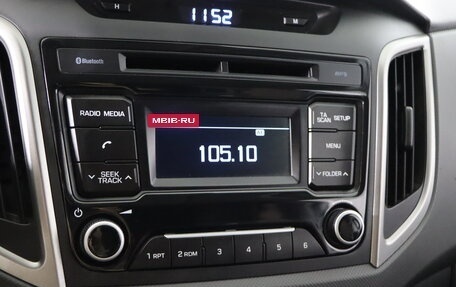 H
1152
M
Bluetooth
MP3
RADIO MEDIA
MEIE-RU
TA
SCAN SETUP
105.10
MENU
SEEK
TRACK
FOLDER
1 RPT
2 RDM
3
4
5
6